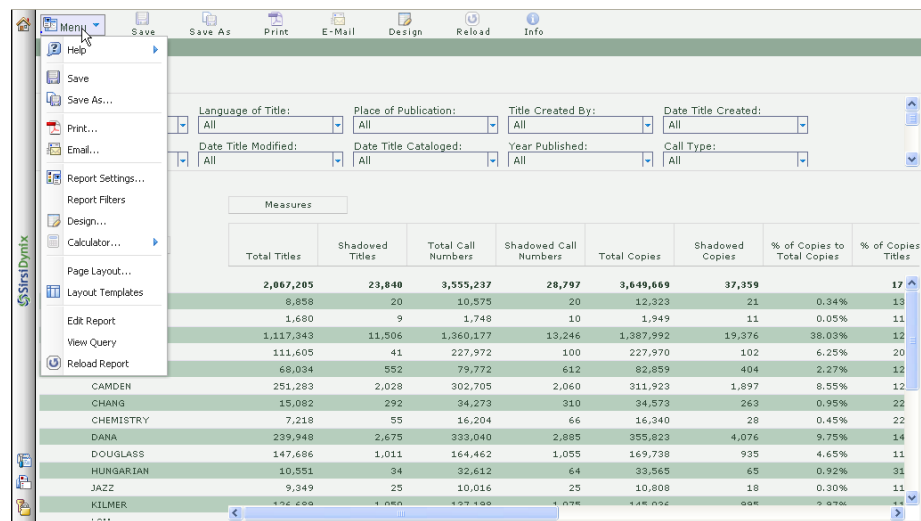 Menu Save Save As Print E-Mail Design Reload Info
Help
Save
Save As...
Print...
Email...
Report Settings...
Report Filters
Design...
Calculator...
Page Layout...
Layout Templates
Edit Report
View Query
Reload Report
SirsiDynix
Language of Title: Place of Publication: Title Created By: Date Title Created:
All All All All
Date Title Modified: Date Title Cataloged: Year Published: Call Type:
All All All All
Measures
Total Titles Shadowed Titles Total Call Numbers Shadowed Call Numbers Total Copies Shadowed Copies % of Copies to Total Copies % of Copies Titles
2,067,205 23,840 3,555,237 28,797 3,649,669 37,359 17
8,858 20 10,575 20 12,323 21 0.34% 13
1,680 9 1,748 10 1,949 11 0.05% 11
1,117,343 11,506 1,360,177 13,246 1,387,992 19,376 38.03% 12
111,605 41 227,972 100 227,970 102 6.25% 20
68,034 552 79,772 612 82,859 404 2.27% 12
CAMDEN 251,283 2,028 302,705 2,060 311,923 1,897 8.55% 12
CHANG 15,082 292 34,273 310 34,573 263 0.95% 22
CHEMISTRY 7,218 55 16,204 66 16,340 28 0.45% 22
DANA 239,948 2,675 333,040 2,885 355,823 4,076 9.75% 14
DOUGLASS 147,686 1,011 164,462 1,055 169,738 935 4.65% 11
HUNGARIAN 10,551 34 32,612 64 33,565 65 0.92% 31
JAZZ 9,349 25 10,016 25 10,808 18 0.30% 11
KILMER